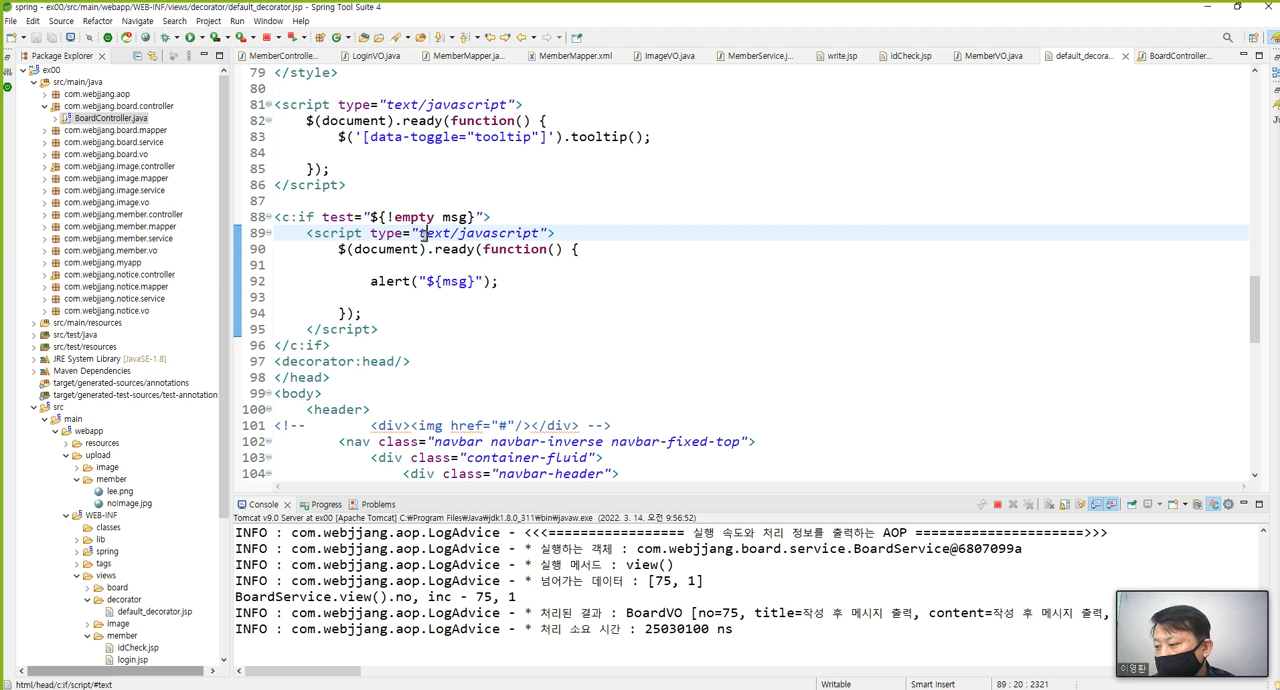 spring - ex00/src/main/webapp/WEB-INF/views/decorator/default_decorator.jsp - Spring Tool Suite 4
File Edit Source Refactor Navigate Search Project Run Window Help
Package Explorer
MemberControlle...
LoginVO.java
MemberMapper.ja...
MemberMapper.xml
ImageVO.java
MemberService.j...
write.jsp
idCheck.jsp
MemberVO.java
default_decora...
BoardController....
ex00
src/main/java
com.webjjang.aop
com.webjjang.board.controller
BoardController.java
com.webjjang.board.mapper
com.webjjang.board.service
com.webjjang.board.vo
com.webjjang.image.controller
com.webjjang.image.mapper
com.webjjang.image.service
com.webjjang.image.vo
com.webjjang.member.controller
com.webjjang.member.mapper
com.webjjang.member.service
com.webjjang.member.vo
com.webjjang.myapp
com.webjjang.notice.controller
com.webjjang.notice.mapper
com.webjjang.notice.service
com.webjjang.notice.vo
src/main/resources
src/test/java
src/test/resources
JRE System Library [JavaSE-1.8]
Maven Dependencies
target/generated-sources/annotations
target/generated-test-sources/test-annotation
src
main
webapp
resources
upload
image
member
lee.png
noImage.jpg
WEB-INF
classes
lib
spring
tags
views
board
decorator
default_decorator.jsp
image
member
idCheck.jsp
login.jsp
79 </style>
80
81 <script type="text/javascript">
82 $(document).ready(function() {
83 $('[data-toggle="tooltip"]').tooltip();
84
85 });
86 </script>
87
88 <c:if test="${!empty msg}">
89 <script type="text/javascript">
90 $(document).ready(function() {
91
92 alert("${msg}");
93
94 });
95 </script>
96 </c:if>
97 <decorator:head/>
98 </head>
99 <body>
100 <header>
101 <!-- <div><img href="#"/></div> -->
102 <nav class="navbar navbar-inverse navbar-fixed-top">
103 <div class="container-fluid">
104 <div class="navbar-header">
Console Progress Problems
Tomcat v9.0 Server at ex00 [Apache Tomcat] C:₩Program Files₩Java₩jdk1.8.0_311₩bin₩javaw.exe (2022. 3. 14. 오전 9:56:52)
INFO : com.webjjang.aop.LogAdvice - <<<================= 실행 속도와 처리 정보를 출력하는 AOP =====================>>>
INFO : com.webjjang.aop.LogAdvice - * 실행하는 객체 : com.webjjang.board.service.BoardService@6807099a
INFO : com.webjjang.aop.LogAdvice - * 실행 메서드 : view()
INFO : com.webjjang.aop.LogAdvice - * 넘어가는 데이터 : [75, 1]
BoardService.view().no, inc - 75, 1
INFO : com.webjjang.aop.LogAdvice - * 처리된 결과 : BoardVO [no=75, title=작성 후 메시지 출력, content=작성 후 메시지 출력,
INFO : com.webjjang.aop.LogAdvice - * 처리 소요 시간 : 25030100 ns
이영환
html/head/c:if/script/#text
Writable
Smart Insert
89 : 20 : 2321